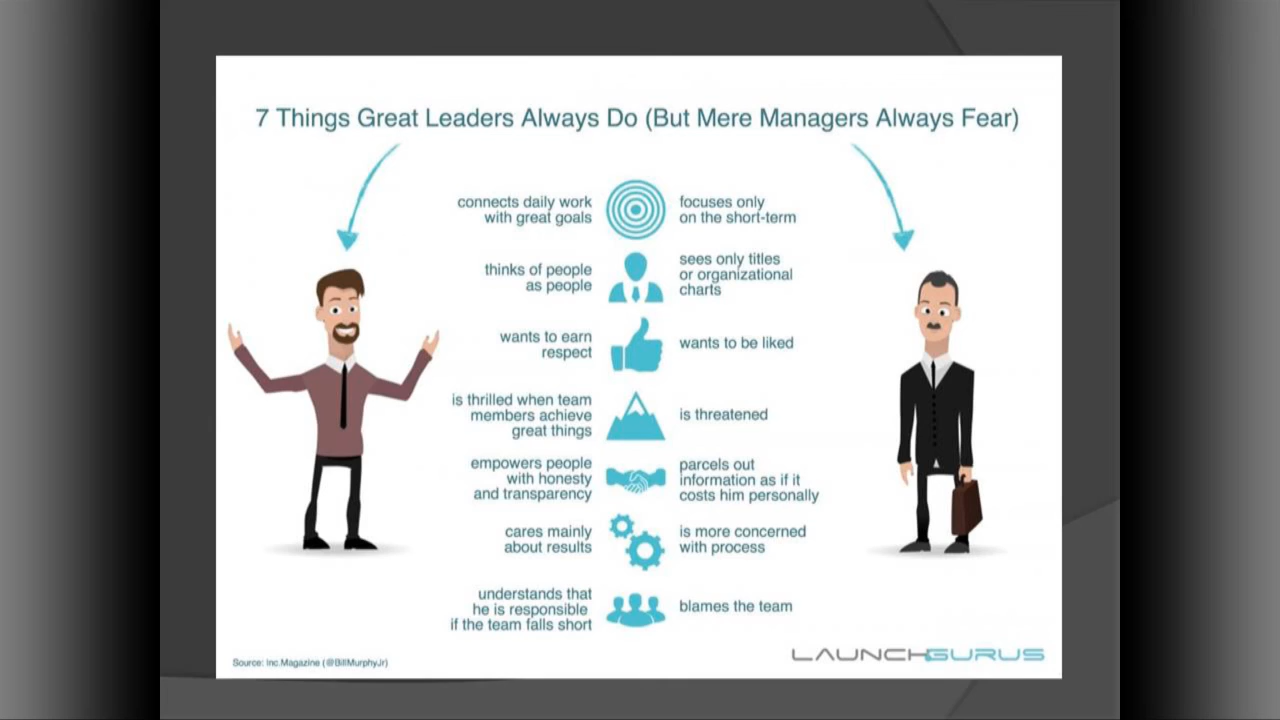 7 Things Great Leaders Always Do (But Mere Managers Always Fear)
connects daily work
with great goals
focuses only
on the short-term
thinks of people
as people
sees only titles
or organizational
charts
wants to earn
respect
wants to be liked
is thrilled when team
members achieve
great things
is threatened
empowers people
with honesty
and transparency
parcels out
information as if it
costs him personally
cares mainly
about results
is more concerned
with process
understands that
he is responsible
if the team falls short
blames the team
Source: Inc.Magazine (@BillMurphyJr)
LAUNCHGURUS